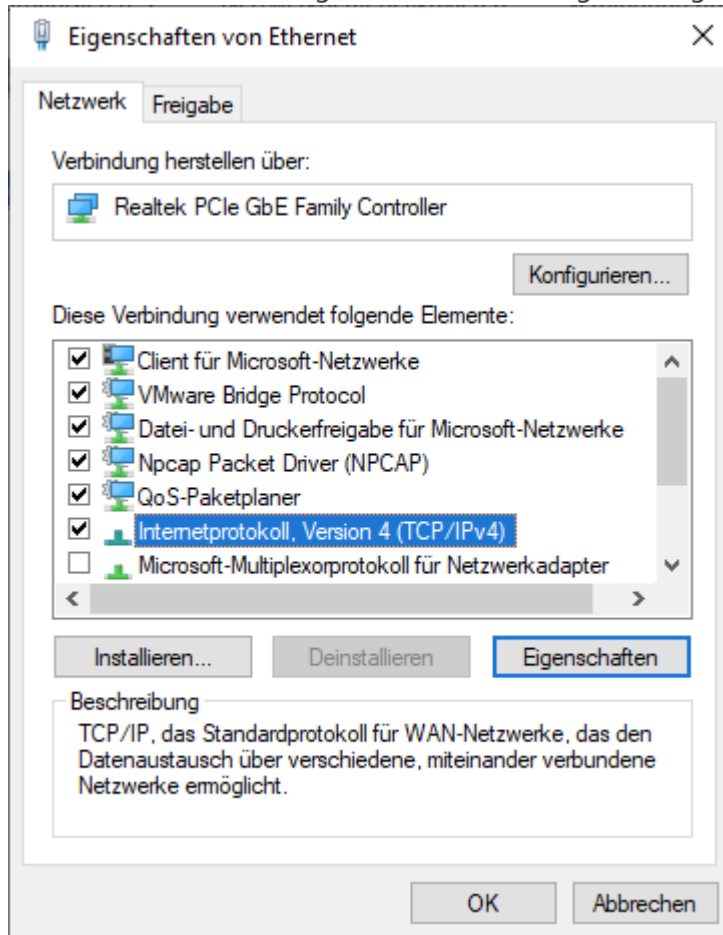 Eigenschaften von Ethernet
Netzwerk
Freigabe
Verbindung herstellen über:
Realtek PCIe GbE Family Controller
Konfigurieren...
Diese Verbindung verwendet folgende Elemente:
Client für Microsoft-Netzwerke
VMware Bridge Protocol
Datei- und Druckerfreigabe für Microsoft-Netzwerke
Npcap Packet Driver (NPCAP)
QoS-Paketplaner
Internetprotokoll, Version 4 (TCP/IPv4)
Microsoft-Multiplexorprotokoll für Netzwerkadapter
Installieren...
Deinstallieren
Eigenschaften
Beschreibung
TCP/IP, das Standardprotokoll für WAN-Netzwerke, das den
Datenaustausch über verschiedene, miteinander verbundene
Netzwerke ermöglicht.
OK
Abbrechen